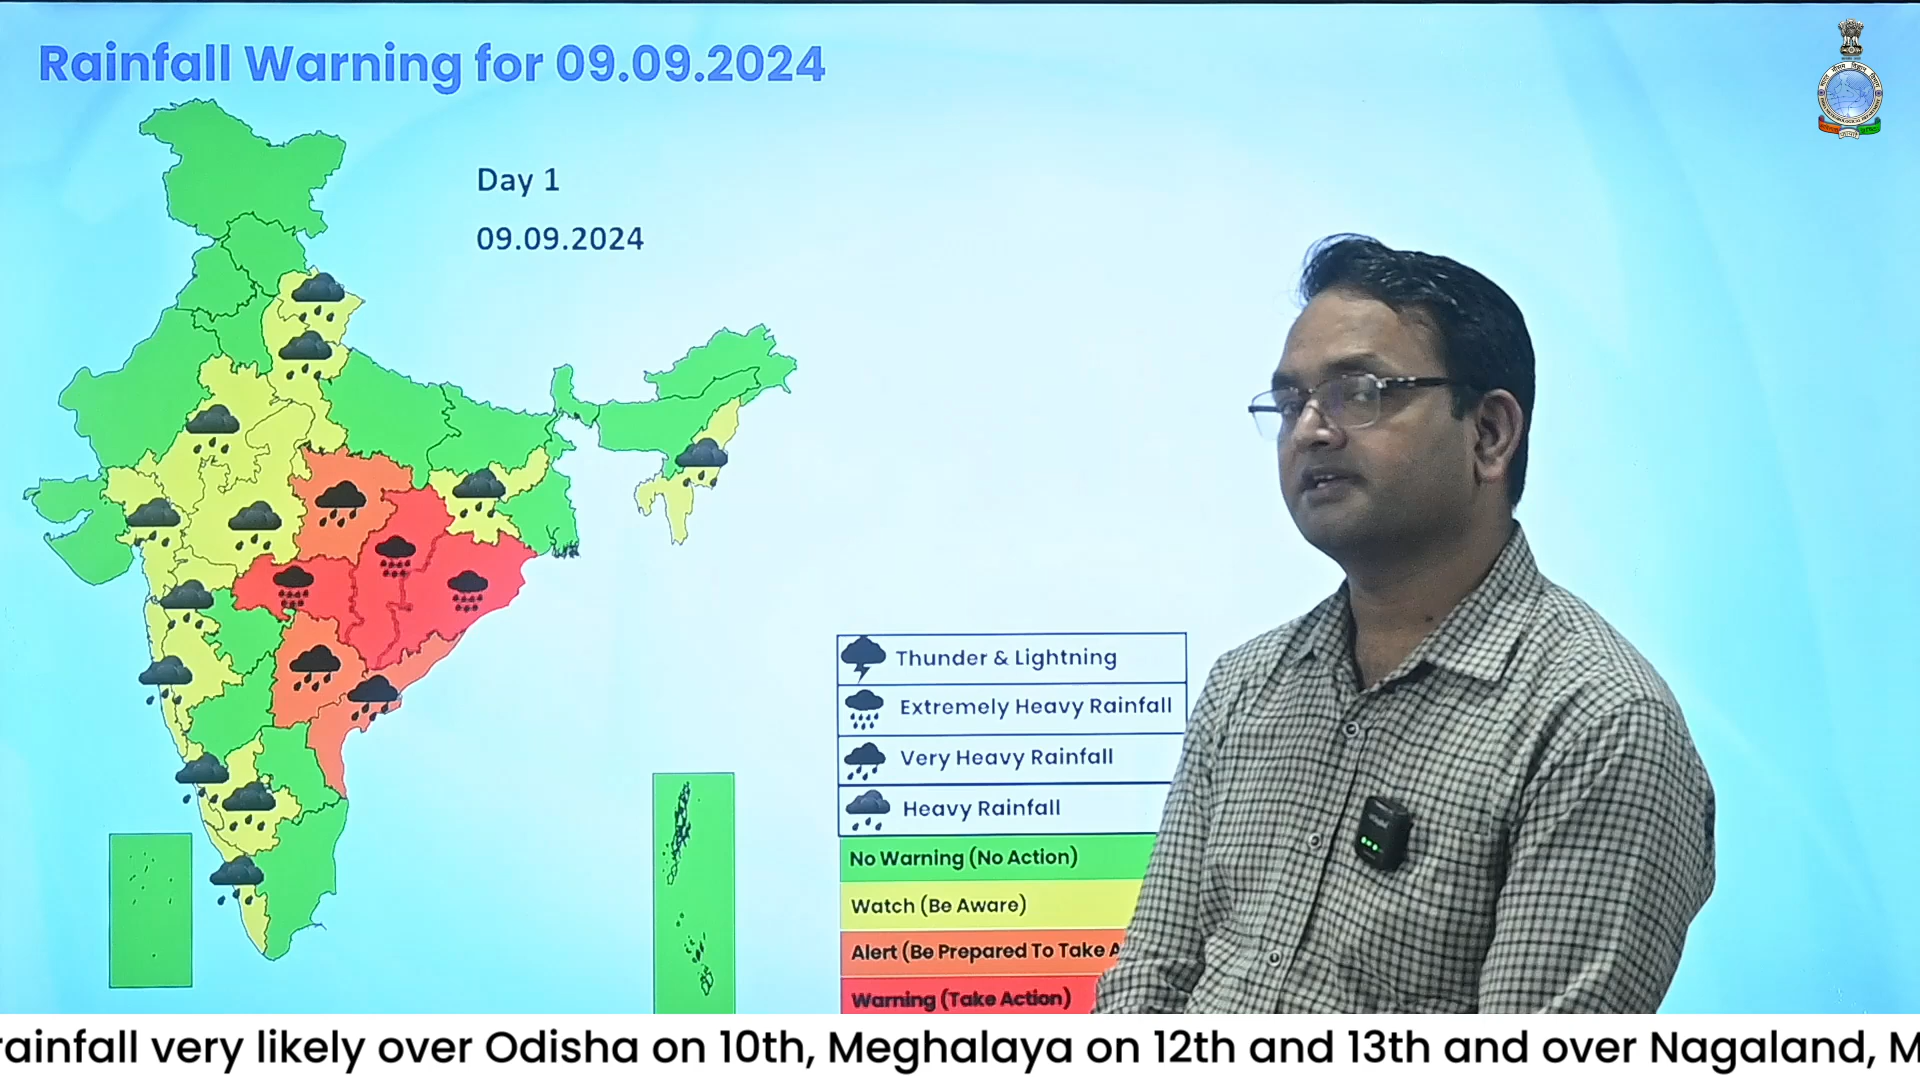 Rainfall Warning for 09.09.2024
Day 1
09.09.2024
Thunder & Lightning
Extremely Heavy Rainfall
Very Heavy Rainfall
Heavy Rainfall
No Warning (No Action)
Watch (Be Aware)
Alert (Be Prepared To Take A
Warning (Take Action)
rainfall very likely over Odisha on 10th, Meghalaya on 12th and 13th and over Nagaland, M